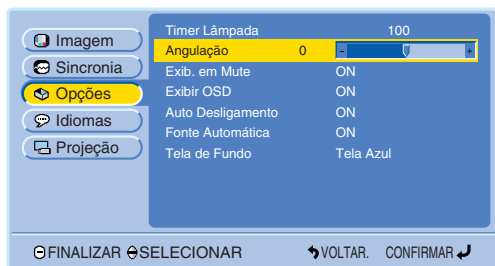 Imagem
Sincronia
Opções
Idiomas
Projeção
Timer Lâmpada 100
Angulação 0 - +
Exib. em Mute ON
Exibir OSD ON
Auto Desligamento ON
Fonte Automática ON
Tela de Fundo Tela Azul
FINALIZAR SELECIONAR VOLTAR. CONFIRMAR